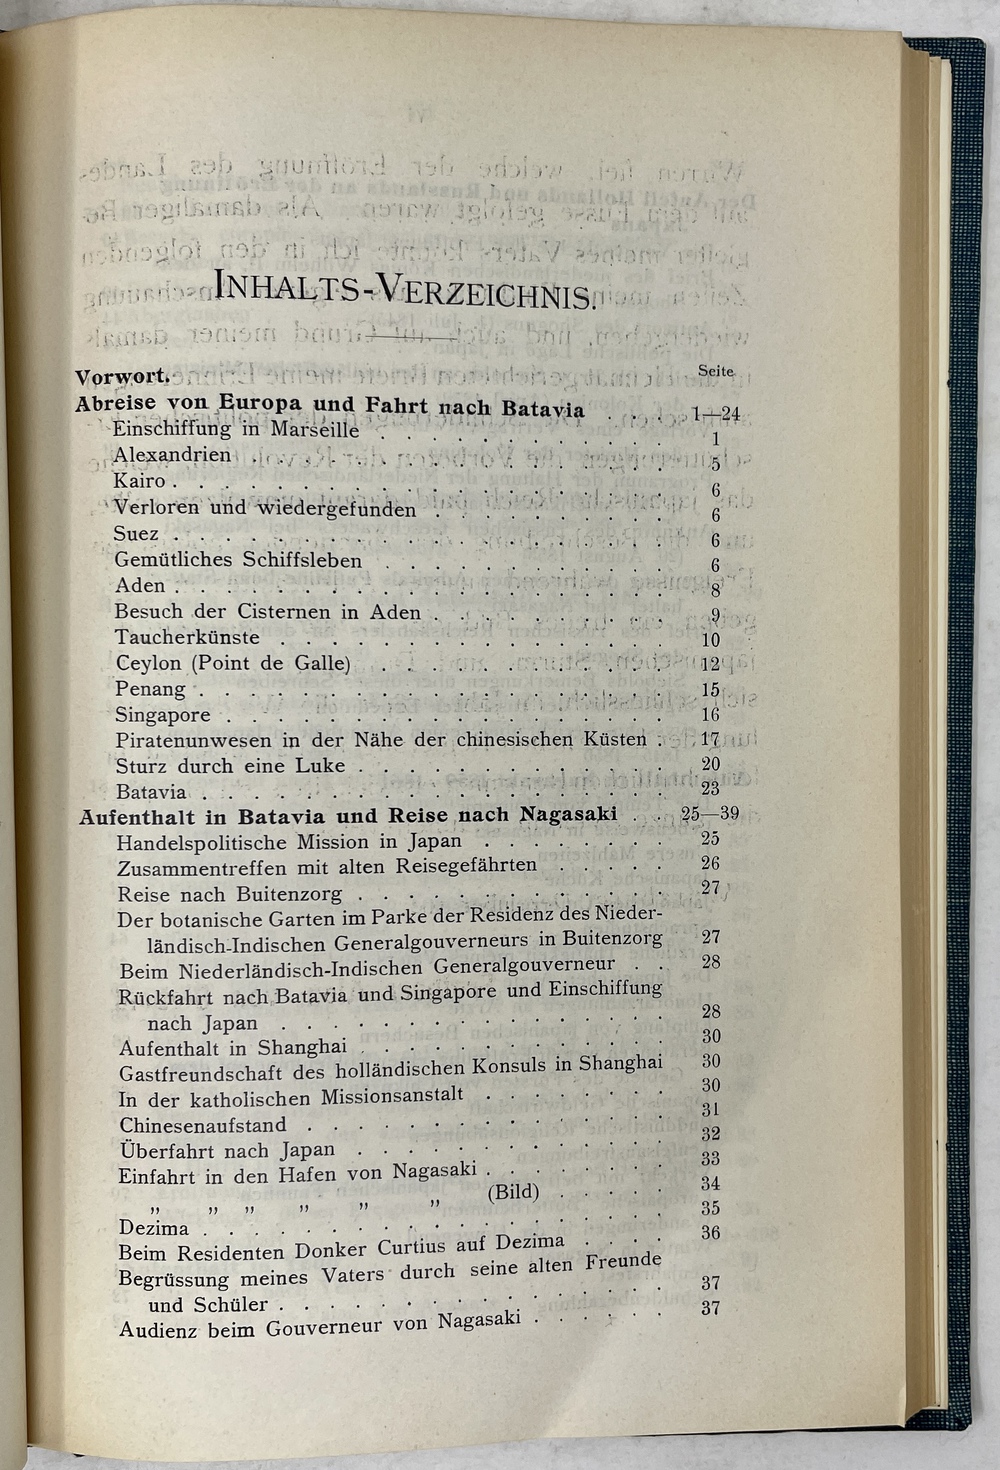 INHALTS-VERZEICHNIS.
Seite
Vorwort.
Abreise von Europa und Fahrt nach Batavia . . . 1—24
Einschiffung in Marseille . . . . . . . . . . . 1
Alexandrien . . . . . . . . . . . . . . . 5
Kairo . . . . . . . . . . . . . . . . . . 6
Verloren und wiedergefunden . . . . . . . . . 6
Suez . . . . . . . . . . . . . . . . . . 6
Gemütliches Schiffsleben . . . . . . . . . . . 6
Aden . . . . . . . . . . . . . . . . . . 8
Besuch der Cisternen in Aden . . . . . . . . . 9
Taucherkünste . . . . . . . . . . . . . . 10
Ceylon (Point de Galle) . . . . . . . . . . . 12
Penang . . . . . . . . . . . . . . . . . 15
Singapore . . . . . . . . . . . . . . . . 16
Piratenunwesen in der Nähe der chinesischen Küsten . 17
Sturz durch eine Luke . . . . . . . . . . . . 20
Batavia . . . . . . . . . . . . . . . . . 23
Aufenthalt in Batavia und Reise nach Nagasaki . . 25—39
Handelspolitische Mission in Japan . . . . . . . 25
Zusammentreffen mit alten Reisegefährten . . . . . 26
Reise nach Buitenzorg . . . . . . . . . . . . 27
Der botanische Garten im Parke der Residenz des Nieder-
ländisch-Indischen Generalgouverneurs in Buitenzorg 27
Beim Niederländisch-Indischen Generalgouverneur . . 28
Rückfahrt nach Batavia und Singapore und Einschiffung
nach Japan . . . . . . . . . . . . . . 28
Aufenthalt in Shanghai . . . . . . . . . . . . 30
Gastfreundschaft des holländischen Konsuls in Shanghai 30
In der katholischen Missionsanstalt . . . . . . . 30
Chinesenaufstand . . . . . . . . . . . . . 31
Überfahrt nach Japan . . . . . . . . . . . . 32
Einfahrt in den Hafen von Nagasaki . . . . . . . 33
„ „ „ „ „ „ (Bild) . . . . . 34
Dezima . . . . . . . . . . . . . . . . . 35
Beim Residenten Donker Curtius auf Dezima . . . . 36
Begrüssung meines Vaters durch seine alten Freunde
und Schüler . . . . . . . . . . . . . . 37
Audienz beim Gouverneur von Nagasaki . . . . . 37